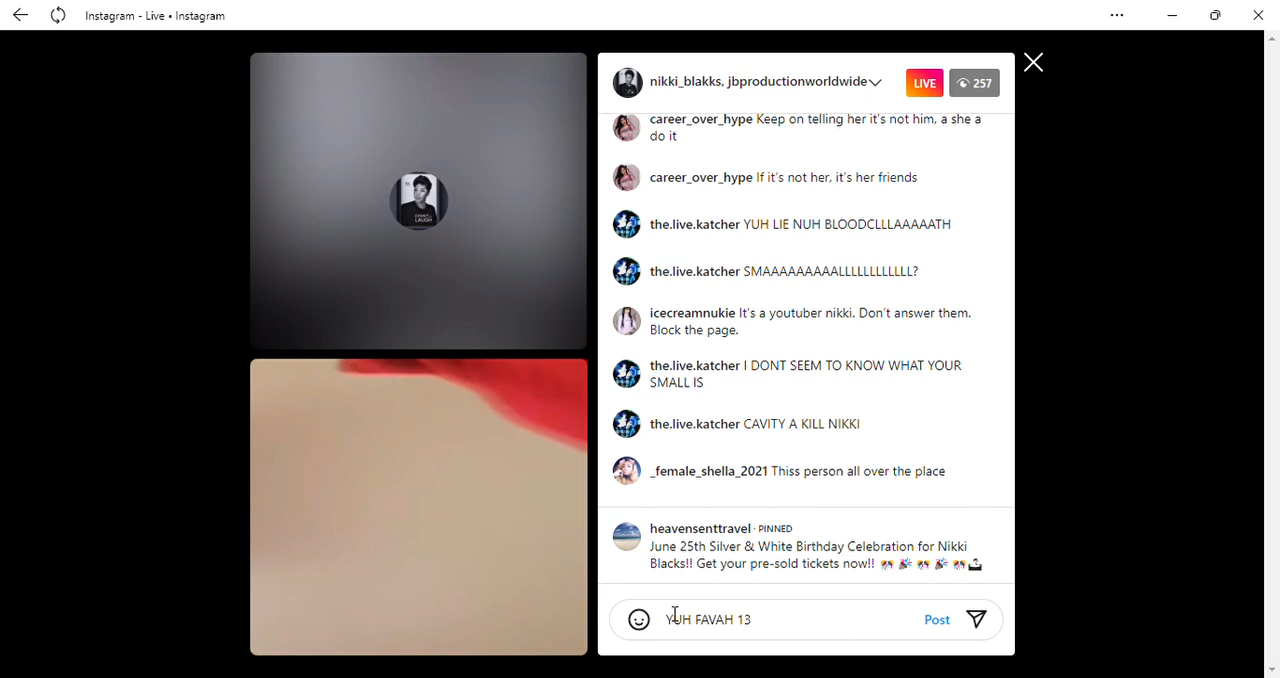 Instagram - Live • Instagram
nikki_blakks, jbproductionworldwide
LIVE
257
career_over_hype Keep on telling her it's not him, a she a
do it
career_over_hype If it's not her, it's her friends
the.live.katcher YUH LIE NUH BLOODCLLLAAAAATH
the.live.katcher SMAAAAAAAAALLLLLLLLLLLL?
icecreamnukie It's a youtuber nikki. Don't answer them.
Block the page.
the.live.katcher I DONT SEEM TO KNOW WHAT YOUR
SMALL IS
the.live.katcher CAVITY A KILL NIKKI
_female_shella_2021 Thiss person all over the place
heavensenttravel · PINNED
June 25th Silver & White Birthday Celebration for Nikki
Blacks!! Get your pre-sold tickets now!! 🎊 🎉 🎊 🎉 🎊
YUH FAVAH 13
Post